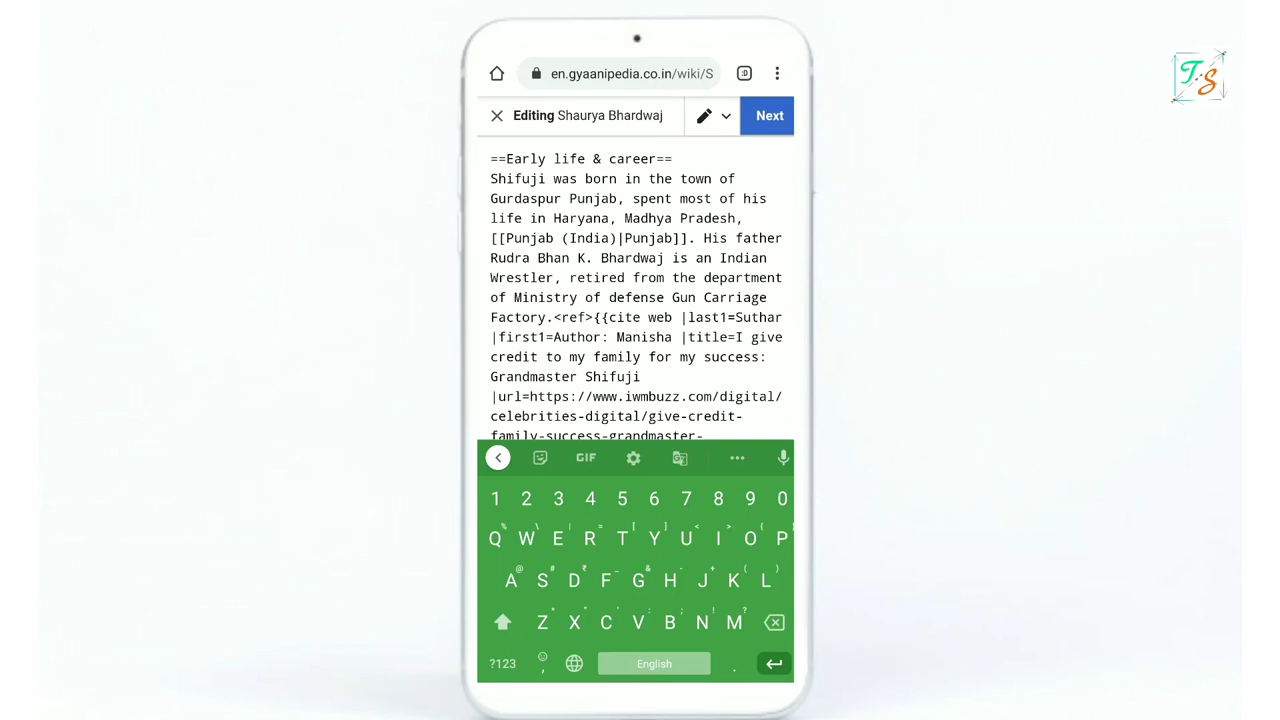 T.S
en.gyaanipedia.co.in/wiki/S
:D
Editing Shaurya Bhardwaj
Next
==Early life & career==
Shifuji was born in the town of
Gurdaspur Punjab, spent most of his
life in Haryana, Madhya Pradesh,
[[Punjab (India)|Punjab]]. His father
Rudra Bhan K. Bhardwaj is an Indian
Wrestler, retired from the department
of Ministry of defense Gun Carriage
Factory.<ref>{{cite web |last1=Suthar
|first1=Author: Manisha |title=I give
credit to my family for my success:
Grandmaster Shifuji
|url=https://www.iwmbuzz.com/digital/
celebrities-digital/give-credit-
family-success-grandmaster-
GIF
1 2 3 4 5 6 7 8 9 0
% \ | = [ ] < > { }
Q W E R T Y U I O P
@ # ₹ _ & - + ( )
A S D F G H J K L
* " ' : ; ! ?
Z X C V B N M
?123 , English .